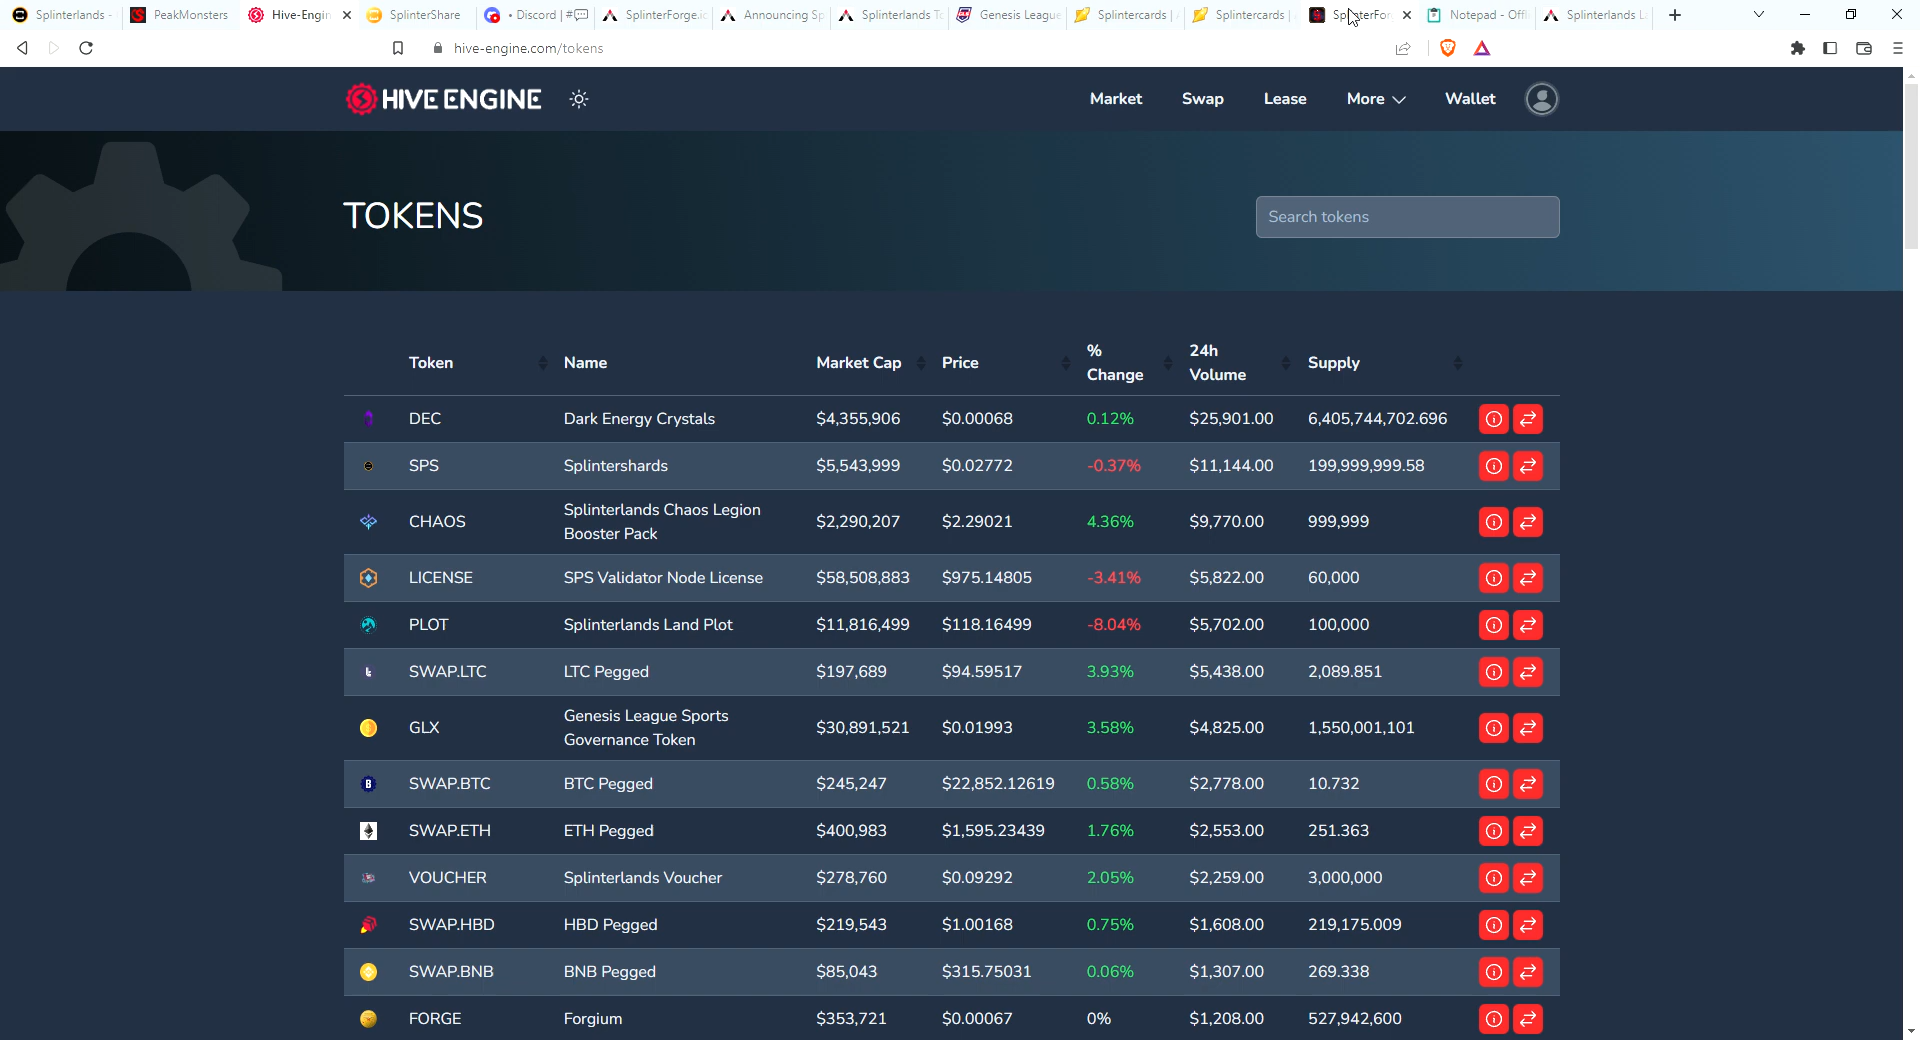 Splinterlands -
PeakMonsters
Hive-Engin
SplinterShare
• Discord | #
SplinterForge.ic
Announcing Sp
Splinterlands To
Genesis League
Splintercards | A
Splintercards |
SplinterFor
Notepad - Offl
Splinterlands La
hive-engine.com/tokens
HIVE ENGINE
Market
Swap
Lease
More
Wallet
TOKENS
Search tokens
Token Name Market Cap Price % Change 24h Volume Supply
DEC Dark Energy Crystals $4,355,906 $0.00068 0.12% $25,901.00 6,405,744,702.696
SPS Splintershards $5,543,999 $0.02772 -0.37% $11,144.00 199,999,999.58
CHAOS Splinterlands Chaos Legion Booster Pack $2,290,207 $2.29021 4.36% $9,770.00 999,999
LICENSE SPS Validator Node License $58,508,883 $975.14805 -3.41% $5,822.00 60,000
PLOT Splinterlands Land Plot $11,816,499 $118.16499 -8.04% $5,702.00 100,000
SWAP.LTC LTC Pegged $197,689 $94.59517 3.93% $5,438.00 2,089.851
GLX Genesis League Sports Governance Token $30,891,521 $0.01993 3.58% $4,825.00 1,550,001,101
SWAP.BTC BTC Pegged $245,247 $22,852.12619 0.58% $2,778.00 10.732
SWAP.ETH ETH Pegged $400,983 $1,595.23439 1.76% $2,553.00 251.363
VOUCHER Splinterlands Voucher $278,760 $0.09292 2.05% $2,259.00 3,000,000
SWAP.HBD HBD Pegged $219,543 $1.00168 0.75% $1,608.00 219,175.009
SWAP.BNB BNB Pegged $85,043 $315.75031 0.06% $1,307.00 269.338
FORGE Forgium $353,721 $0.00067 0% $1,208.00 527,942,600